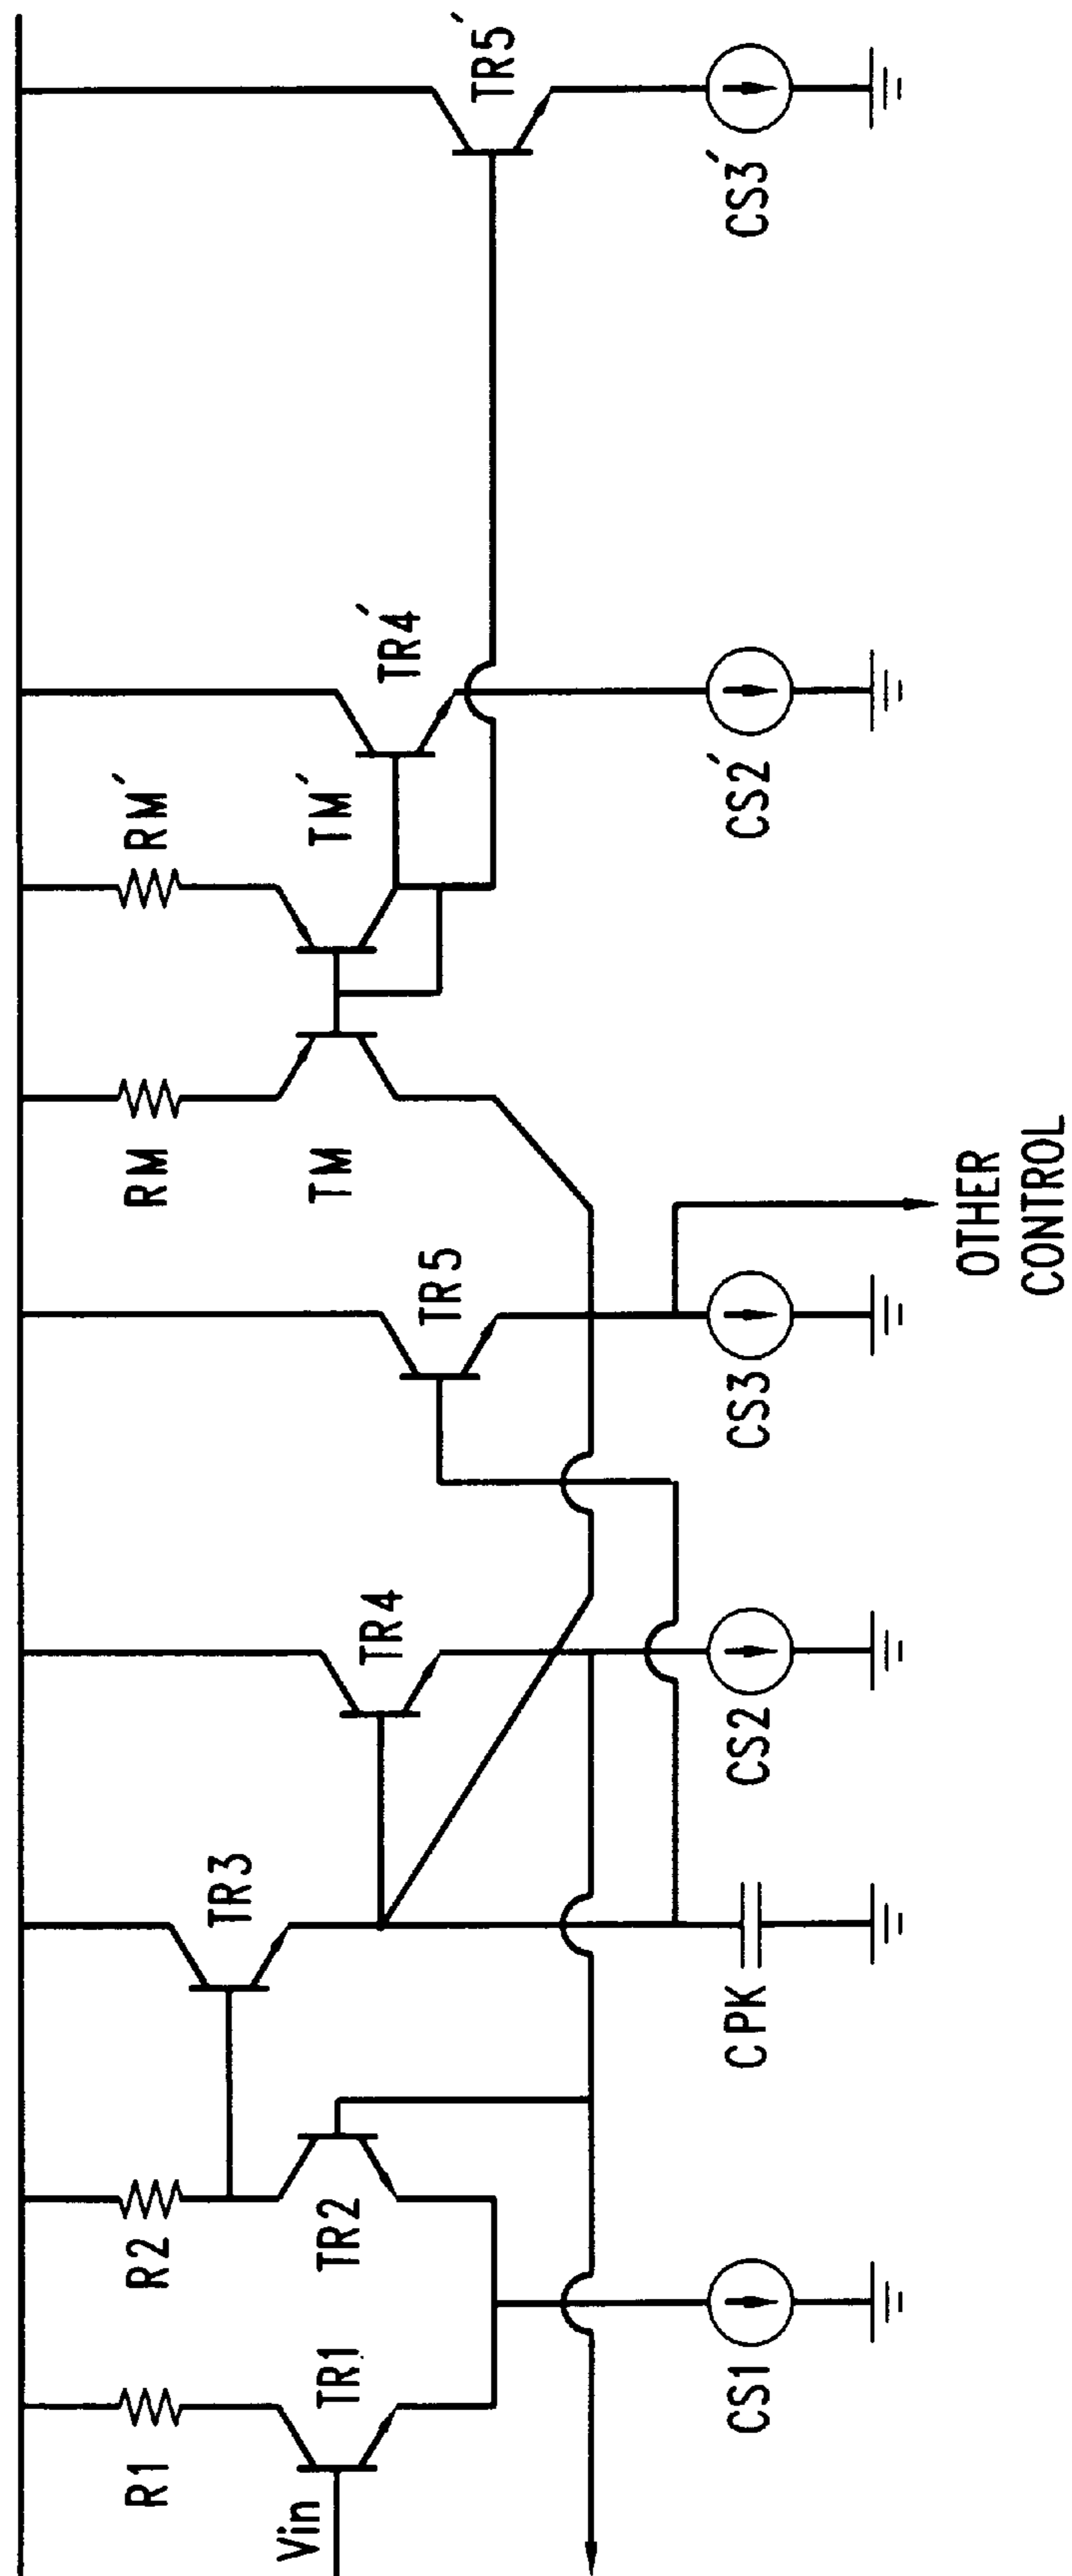 Vin
R1
TR1
CS1
R2
TR2
TR3
CPK
TR4
CS2
TR5
CS3
OTHER
CONTROL
RM
TM
RM´
TM´
TR4´
CS2´
TR5´
CS3´